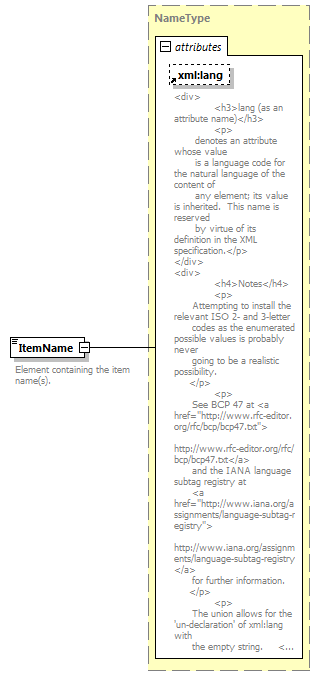 NameType
attributes
xml:lang
<div>
<h3>lang (as an
attribute name)</h3>
<p>
denotes an attribute
whose value
is a language code for
the natural language of the
content of
any element; its value
is inherited.  This name is
reserved
by virtue of its
definition in the XML
specification.</p>
</div>
<div>
<h4>Notes</h4>
<p>
Attempting to install the
relevant ISO 2- and 3-letter
codes as the enumerated
possible values is probably
never
going to be a realistic
possibility.
</p>
<p>
See BCP 47 at <a
href="http://www.rfc-editor.
org/rfc/bcp/bcp47.txt">
http://www.rfc-editor.org/rfc/
bcp/bcp47.txt</a>
and the IANA language
subtag registry at
<a
href="http://www.iana.org/a
ssignments/language-subtag-r
egistry">
http://www.iana.org/assignm
ents/language-subtag-registry
</a>
for further information.
</p>
<p>
The union allows for the
'un-declaration' of xml:lang
with
the empty string.    <...
ItemName
Element containing the item
name(s).